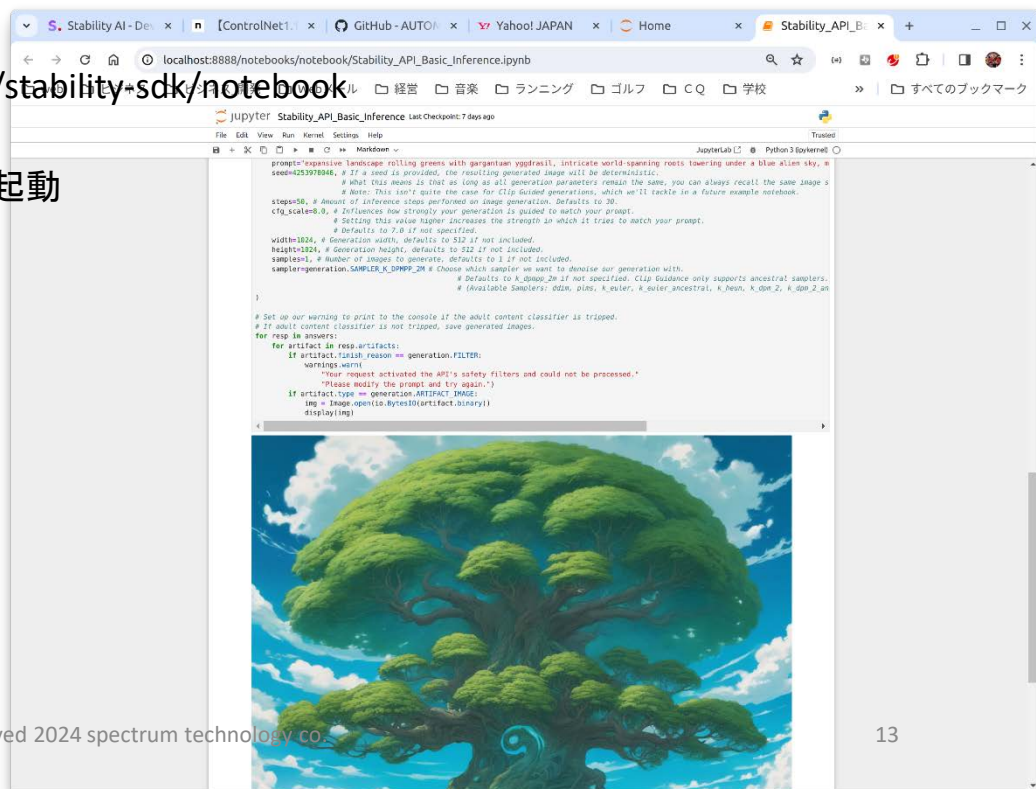 Stability AI - De
【ControlNet1.
GitHub - AUTOM
Yahoo! JAPAN
Home
Stability_API_B
localhost:8888/notebooks/notebook/Stability_API_Basic_Inference.ipynb
/stability-sdk/notebook
経営 音楽 ランニング ゴルフ CQ 学校 » すべてのブックマーク
jupyter Stability_API_Basic_Inference Last Checkpoint: 7 days ago
File Edit View Run Kernel Settings Help Trusted
Markdown JupyterLab Python 3 (ipykernel)
起動
prompt="expansive landscape rolling greens with gargantuan yggdrasil, intricate world-spanning roots towering under a blue alien sky, m
seed=4253978046, # If a seed is provided, the resulting generated image will be deterministic.
# What this means is that as long as all generation parameters remain the same, you can always recall the same image s
# Note: This isn't quite the case for Clip Guided generations, which we'll tackle in a future example notebook.
steps=50, # Amount of inference steps performed on image generation. Defaults to 30.
cfg_scale=8.0, # Influences how strongly your generation is guided to match your prompt.
# Setting this value higher increases the strength in which it tries to match your prompt.
# Defaults to 7.0 if not specified.
width=1024, # Generation width, defaults to 512 if not included.
height=1024, # Generation height, defaults to 512 if not included.
samples=1, # Number of images to generate, defaults to 1 if not included.
sampler=generation.SAMPLER_K_DPMPP_2M # Choose which sampler we want to denoise our generation with.
# Defaults to k_dpmpp_2m if not specified. Clip Guidance only supports ancestral samplers.
# (Available Samplers: ddim, plms, k_euler, k_euler_ancestral, k_heun, k_dpm_2, k_dpm_2_an
)
# Set up our warning to print to the console if the adult content classifier is tripped.
# If adult content classifier is not tripped, save generated images.
for resp in answers:
for artifact in resp.artifacts:
if artifact.finish_reason == generation.FILTER:
warnings.warn(
"Your request activated the API's safety filters and could not be processed."
"Please modify the prompt and try again.")
if artifact.type == generation.ARTIFACT_IMAGE:
img = Image.open(io.BytesIO(artifact.binary))
display(img)
ved 2024 spectrum technology co.
13